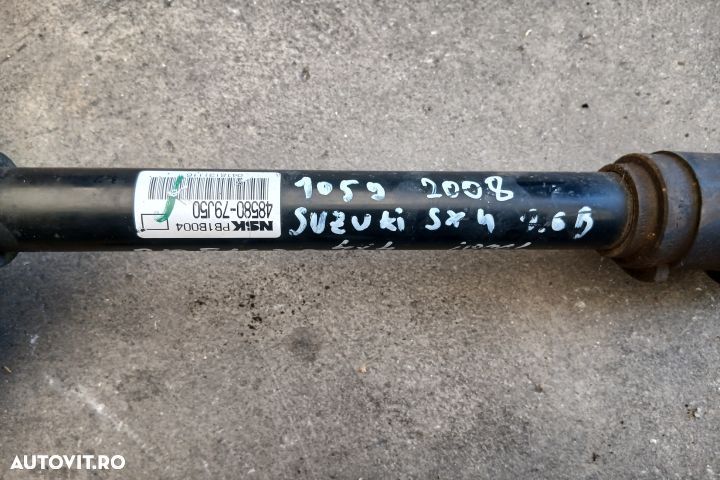 1059 2008
SUZUKi SX4 1.6B
NSK PB1B004
48580-79J50
AUTOVIT.RO